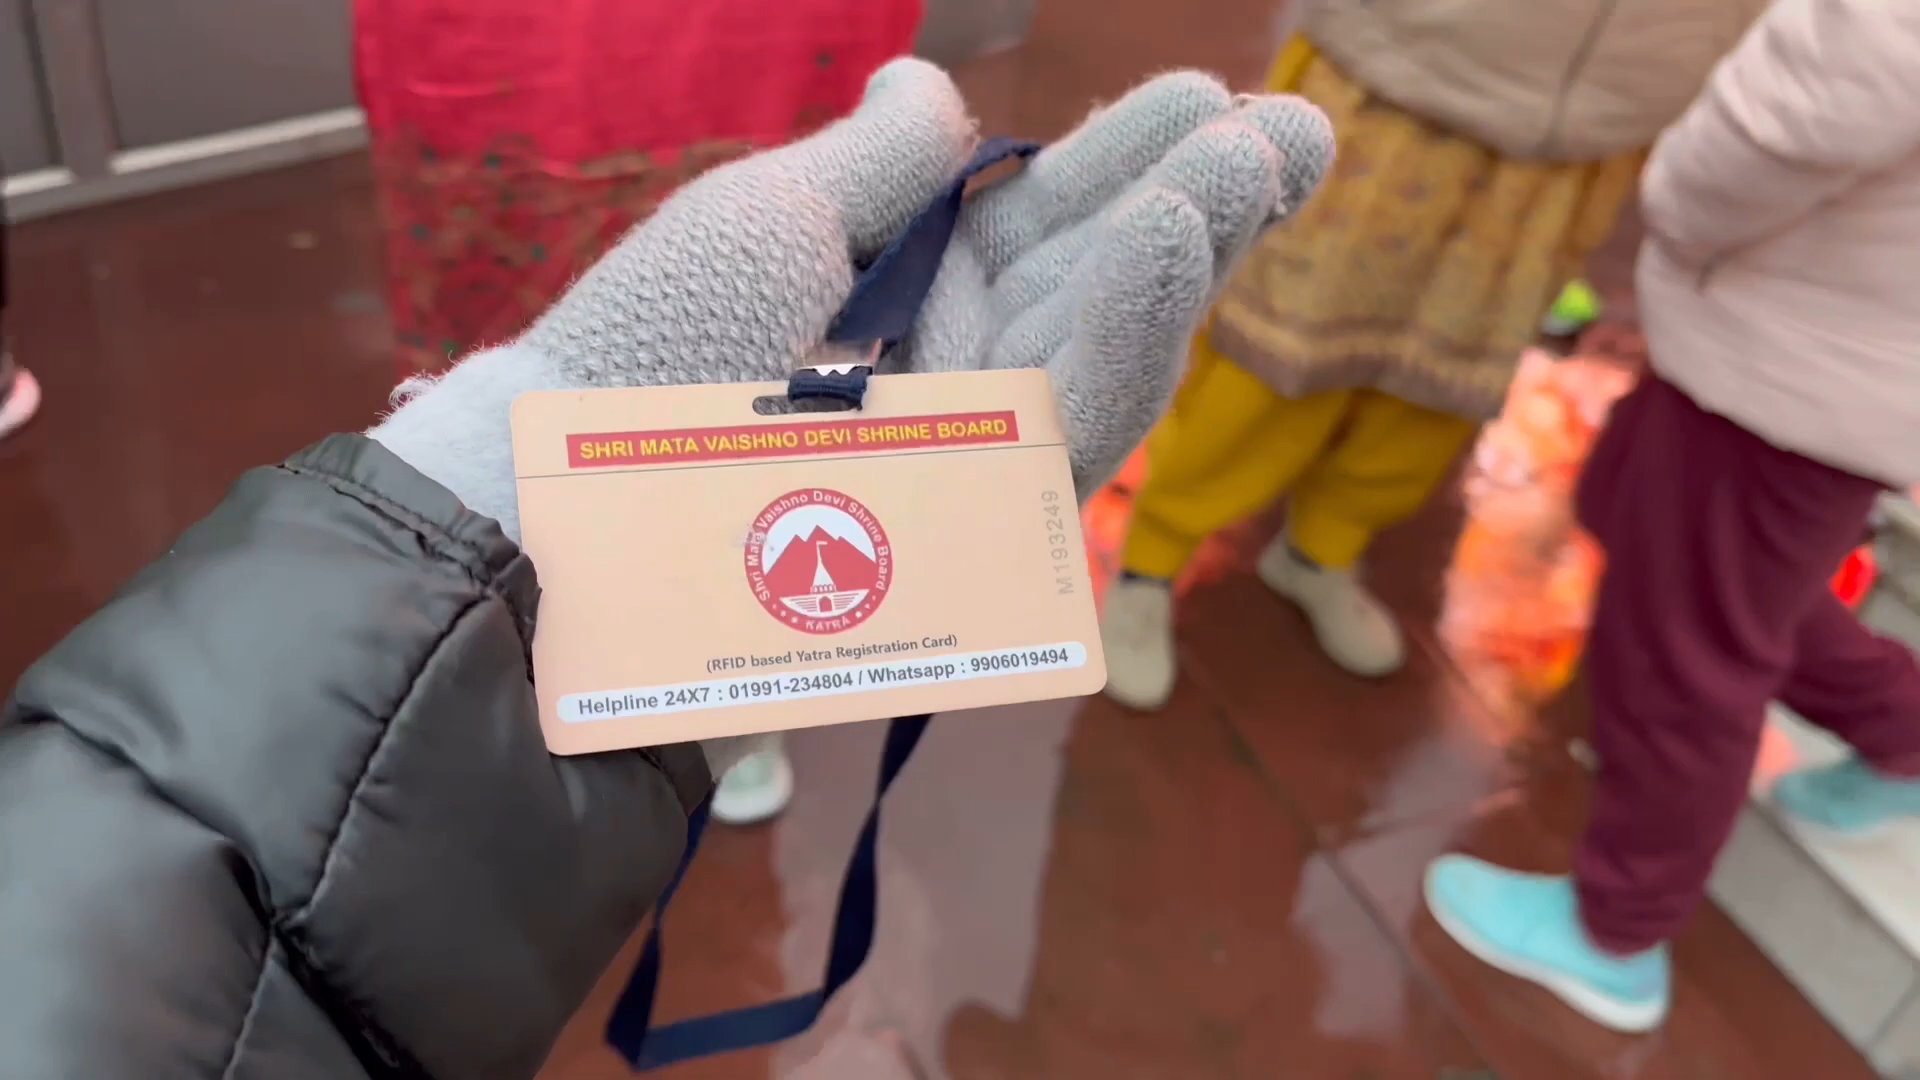 SHRI MATA VAISHNO DEVI SHRINE BOARD
Shri Mata Vaishno Devi Shrine Board
KATRA
M193249
(RFID based Yatra Registration Card)
Helpline 24X7 : 01991-234804 / Whatsapp : 9906019494